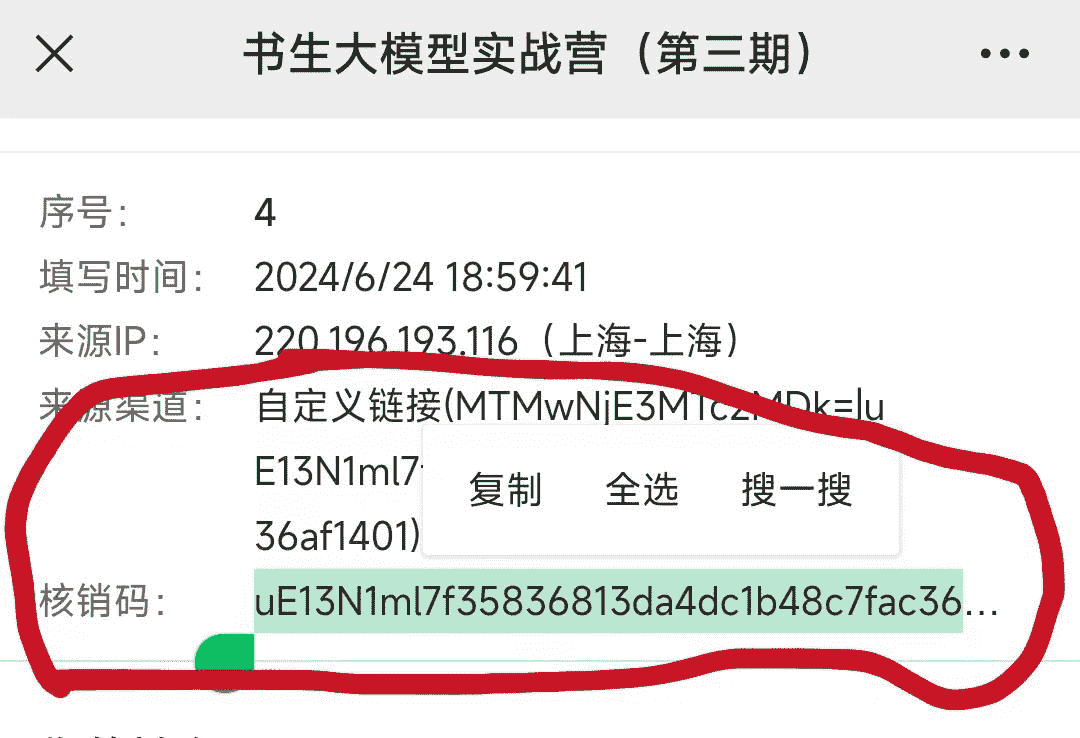 书生大模型实战营（第三期）
序号： 4
填写时间： 2024/6/24 18:59:41
来源IP： 220.196.193.116（上海-上海）
来源渠道： 自定义链接(MTMwNjE3MTczMDk=|u
E13N1ml7
复制 全选 搜一搜
36af1401)
核销码： uE13N1ml7f35836813da4dc1b48c7fac36...